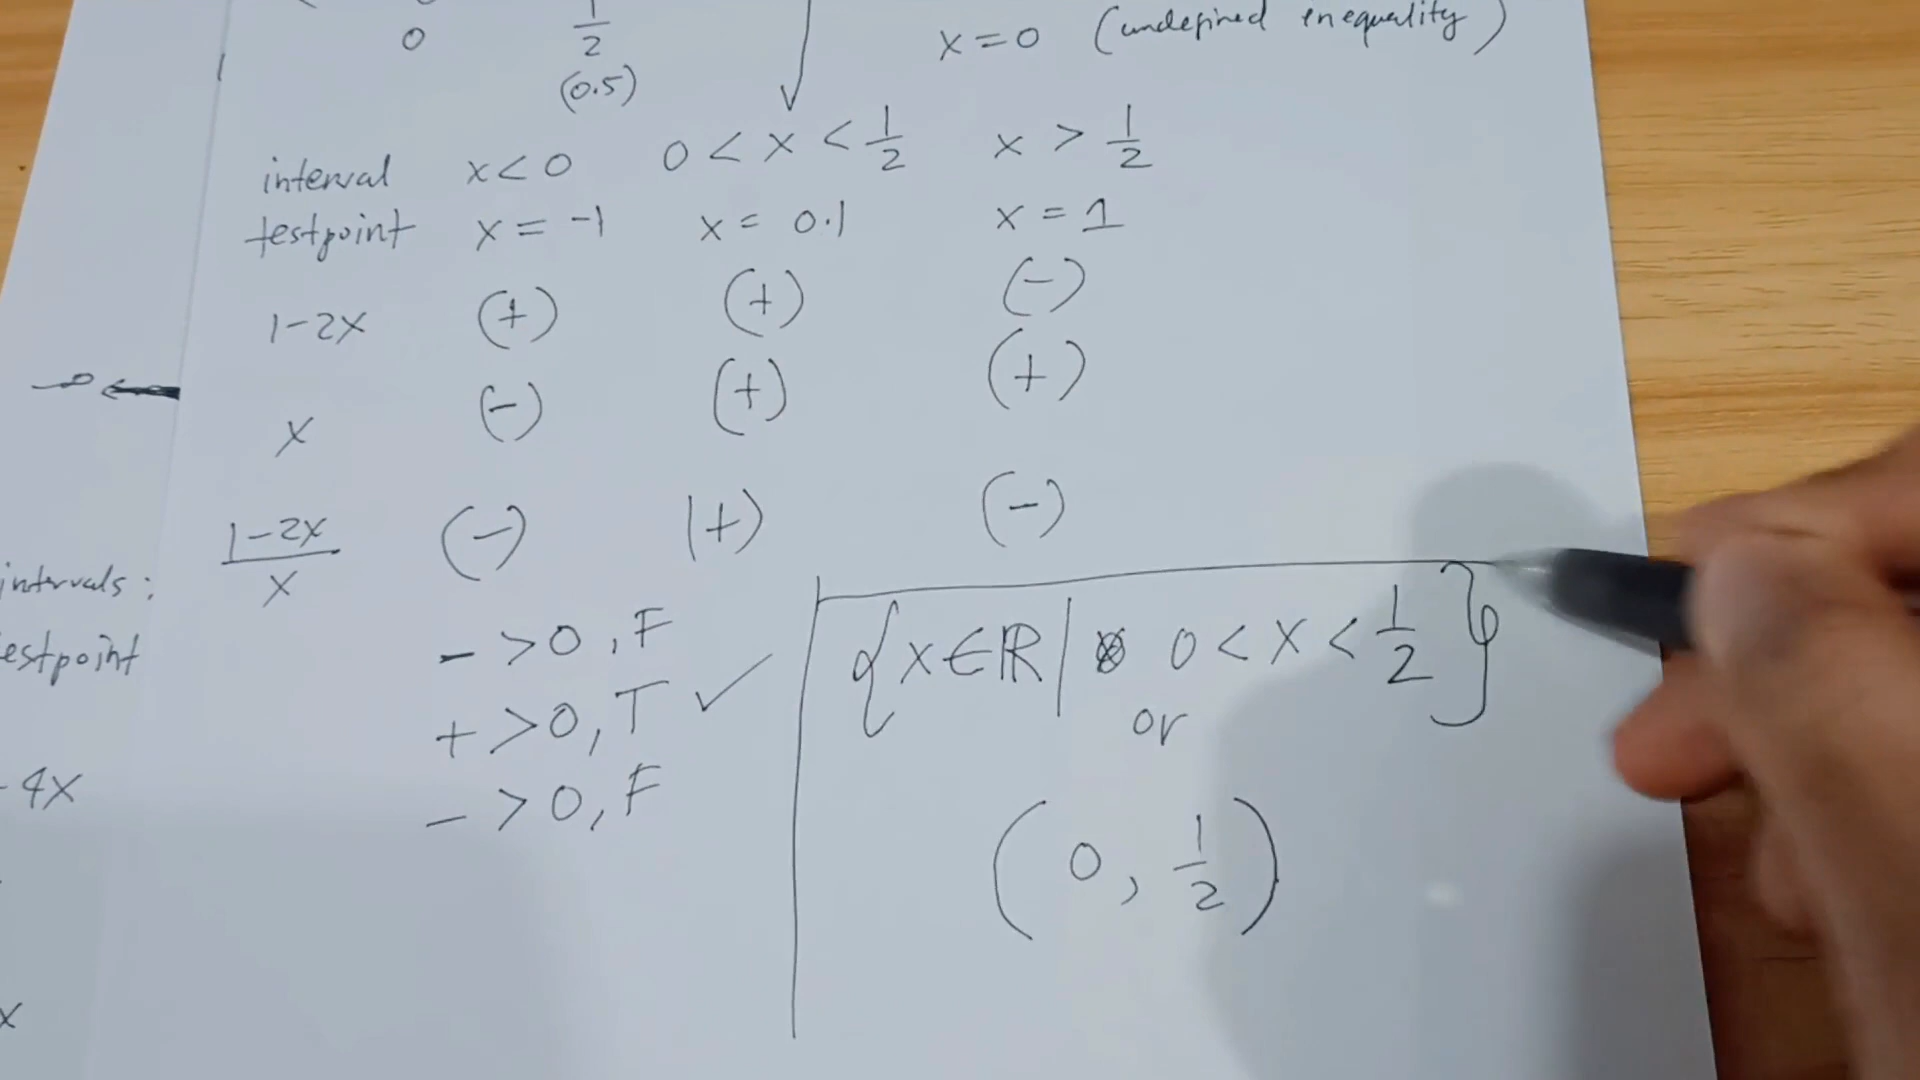 0 1/2 x=0 (undefined inequality)
(0.5)
interval x<0 0<x<1/2 x>1/2
testpoint x=-1 x=0.1 x=1
1-2x (+) (+) (-)
x (-) (+) (+)
(1-2x)/x (-) (+) (-)
- >0, F
+ >0, T ✓
- >0, F
{x∈ℝ| 0<x<1/2}
or
(0, 1/2)
-∞ ←
intervals:
estpoint
-4x
x